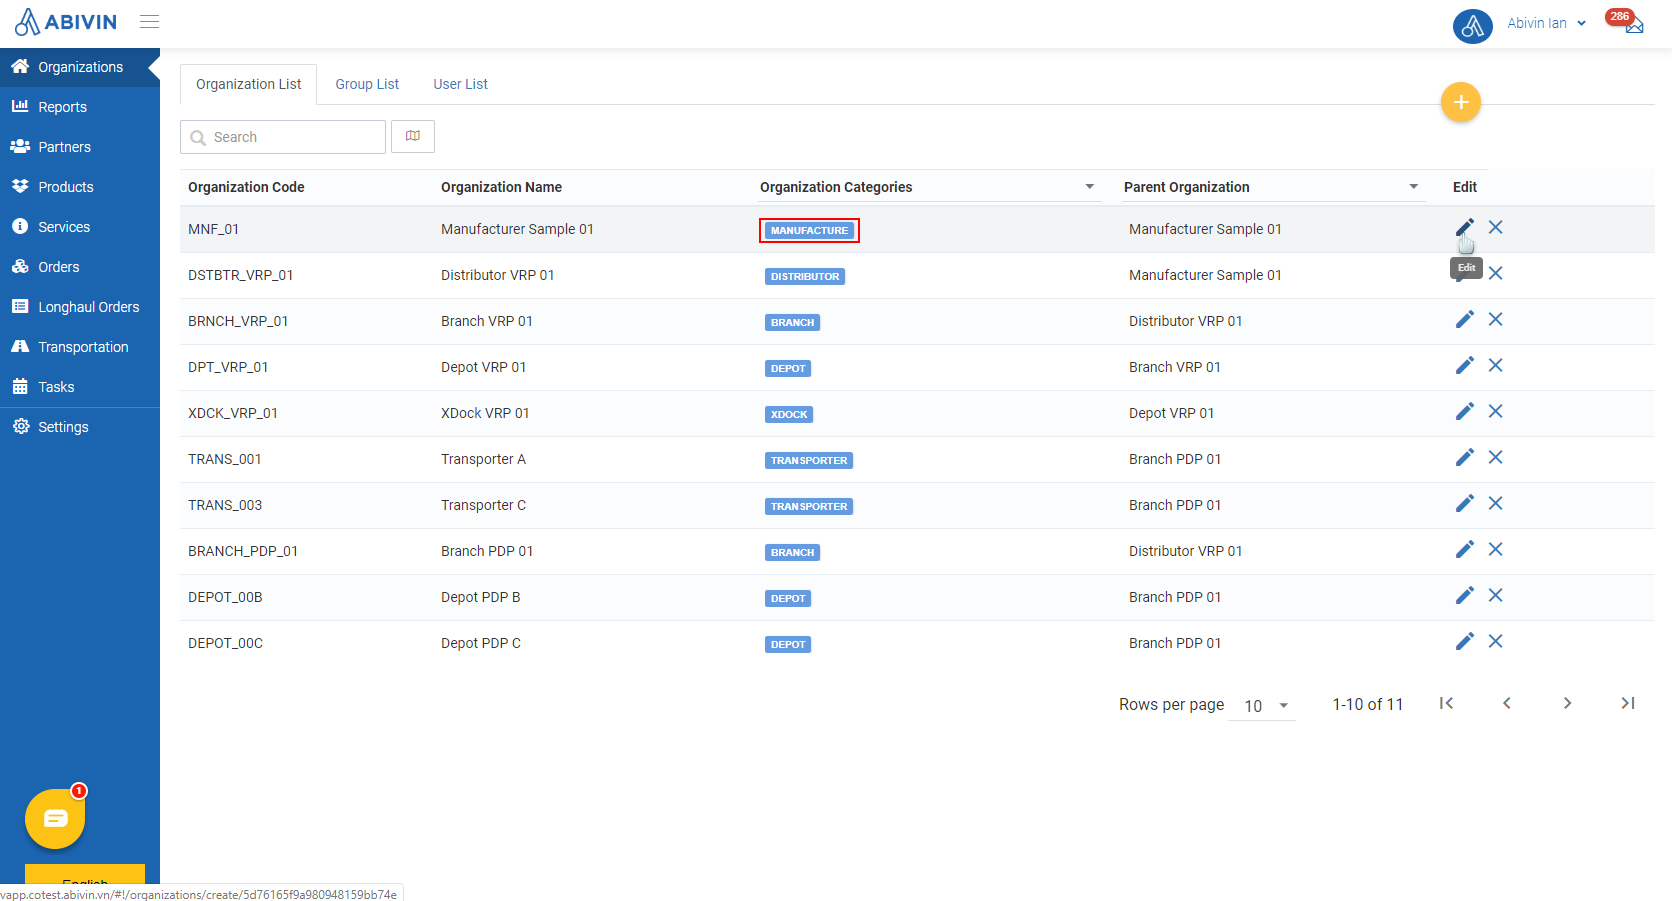 ABIVIN
Abivin Ian
286
Organizations
Reports
Partners
Products
Services
Orders
Longhaul Orders
Transportation
Tasks
Settings
Organization List Group List User List
+
Search
Organization Code Organization Name Organization Categories Parent Organization Edit
MNF_01 Manufacturer Sample 01 MANUFACTURE Manufacturer Sample 01
Edit
DSTBTR_VRP_01 Distributor VRP 01 DISTRIBUTOR Manufacturer Sample 01
BRNCH_VRP_01 Branch VRP 01 BRANCH Distributor VRP 01
DPT_VRP_01 Depot VRP 01 DEPOT Branch VRP 01
XDCK_VRP_01 XDock VRP 01 XDOCK Depot VRP 01
TRANS_001 Transporter A TRANSPORTER Branch PDP 01
TRANS_003 Transporter C TRANSPORTER Branch PDP 01
BRANCH_PDP_01 Branch PDP 01 BRANCH Distributor VRP 01
DEPOT_00B Depot PDP B DEPOT Branch PDP 01
DEPOT_00C Depot PDP C DEPOT Branch PDP 01
Rows per page 10 1-10 of 11
1
English
vapp.cotest.abivin.vn/#!/organizations/create/5d76165f9a980948159bb74e